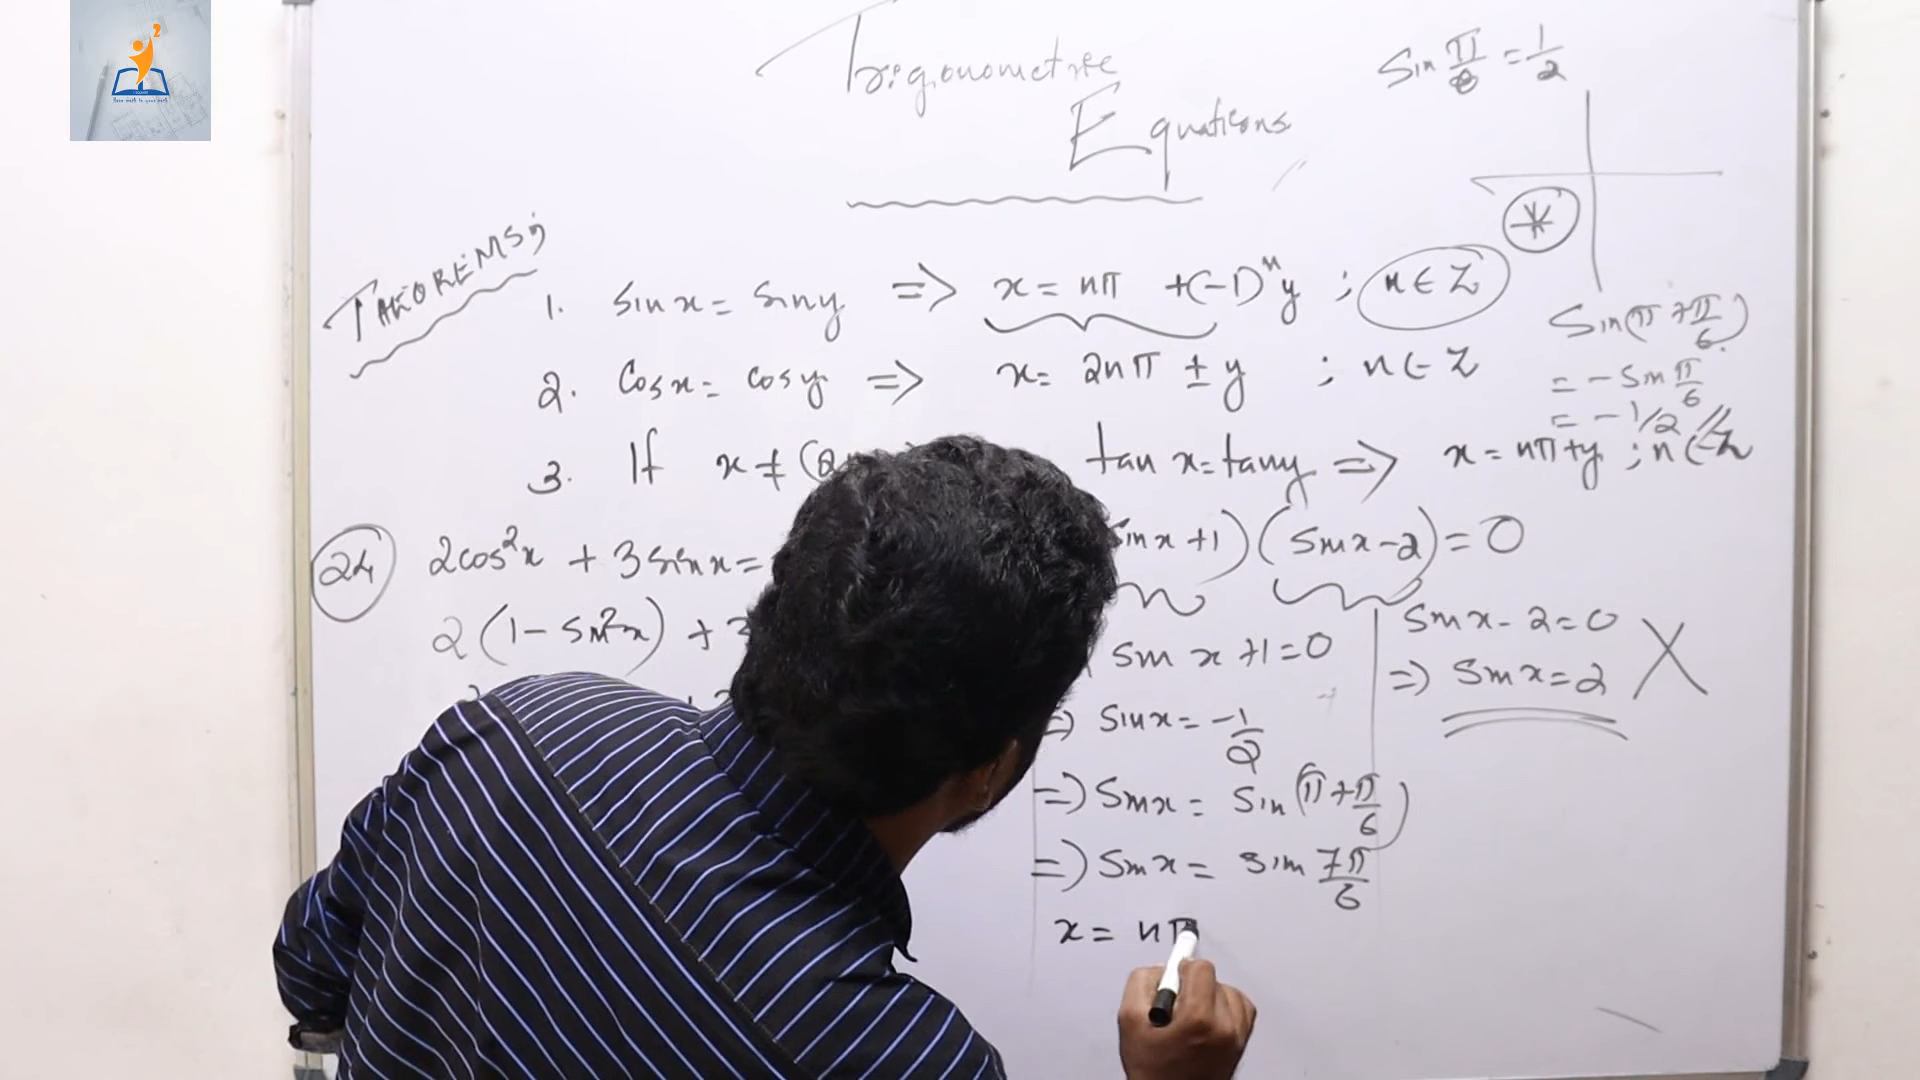 Trigonometric
Equations
Sin π/6 = 1/2
THEOREMS:
1. sin x = sin y => x = nπ + (-1)ⁿ y ; n ∈ Z
2. Cos x = cos y => x = 2nπ ± y ; n ∈ Z
3. If x ≠ (2 tan x = tan y => x = nπ + y ; n ∈ Z
Sin(π + π/6)
= - sin π/6
= - 1/2 //
24 2cos²x + 3 sin x =
2(1 - sin²x) +
sin x + 1)(sin x - 2) = 0
sin x + 1 = 0
=> sin x = -1/2
=> sin x = sin (π + π/6)
=> sin x = sin 7π/6
x = nπ
sin x - 2 = 0
=> sin x = 2 X